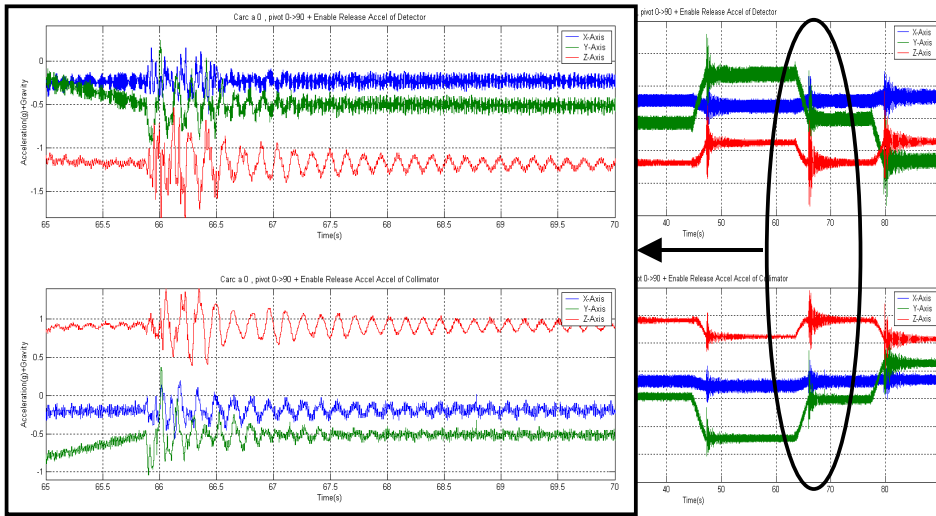 Carc a 0 , pivot 0->90 + Enable Release Accel of Detector
Acceleration(g)+Gravity
0
-0.5
-1
-1.5
X-Axis
Y-Axis
Z-Axis
65
65.5
66
66.5
67
67.5
68
68.5
69
69.5
70
Time(s)
pivot 0->90 + Enable Release Accel of Detector
X-Axis
Y-Axis
Z-Axis
40
50
60
70
80
Time(s)
Carc a 0 , pivot 0->90 + Enable Release Accel Accel of Collimator
Acceleration(g)+Gravity
1
0.5
0
-0.5
-1
X-Axis
Y-Axis
Z-Axis
65
65.5
66
66.5
67
67.5
68
68.5
69
69.5
70
Time(s)
ot 0->90 + Enable Release Accel Accel of Collimator
X-Axis
Y-Axis
Z-Axis
40
50
60
70
80
Time(s)